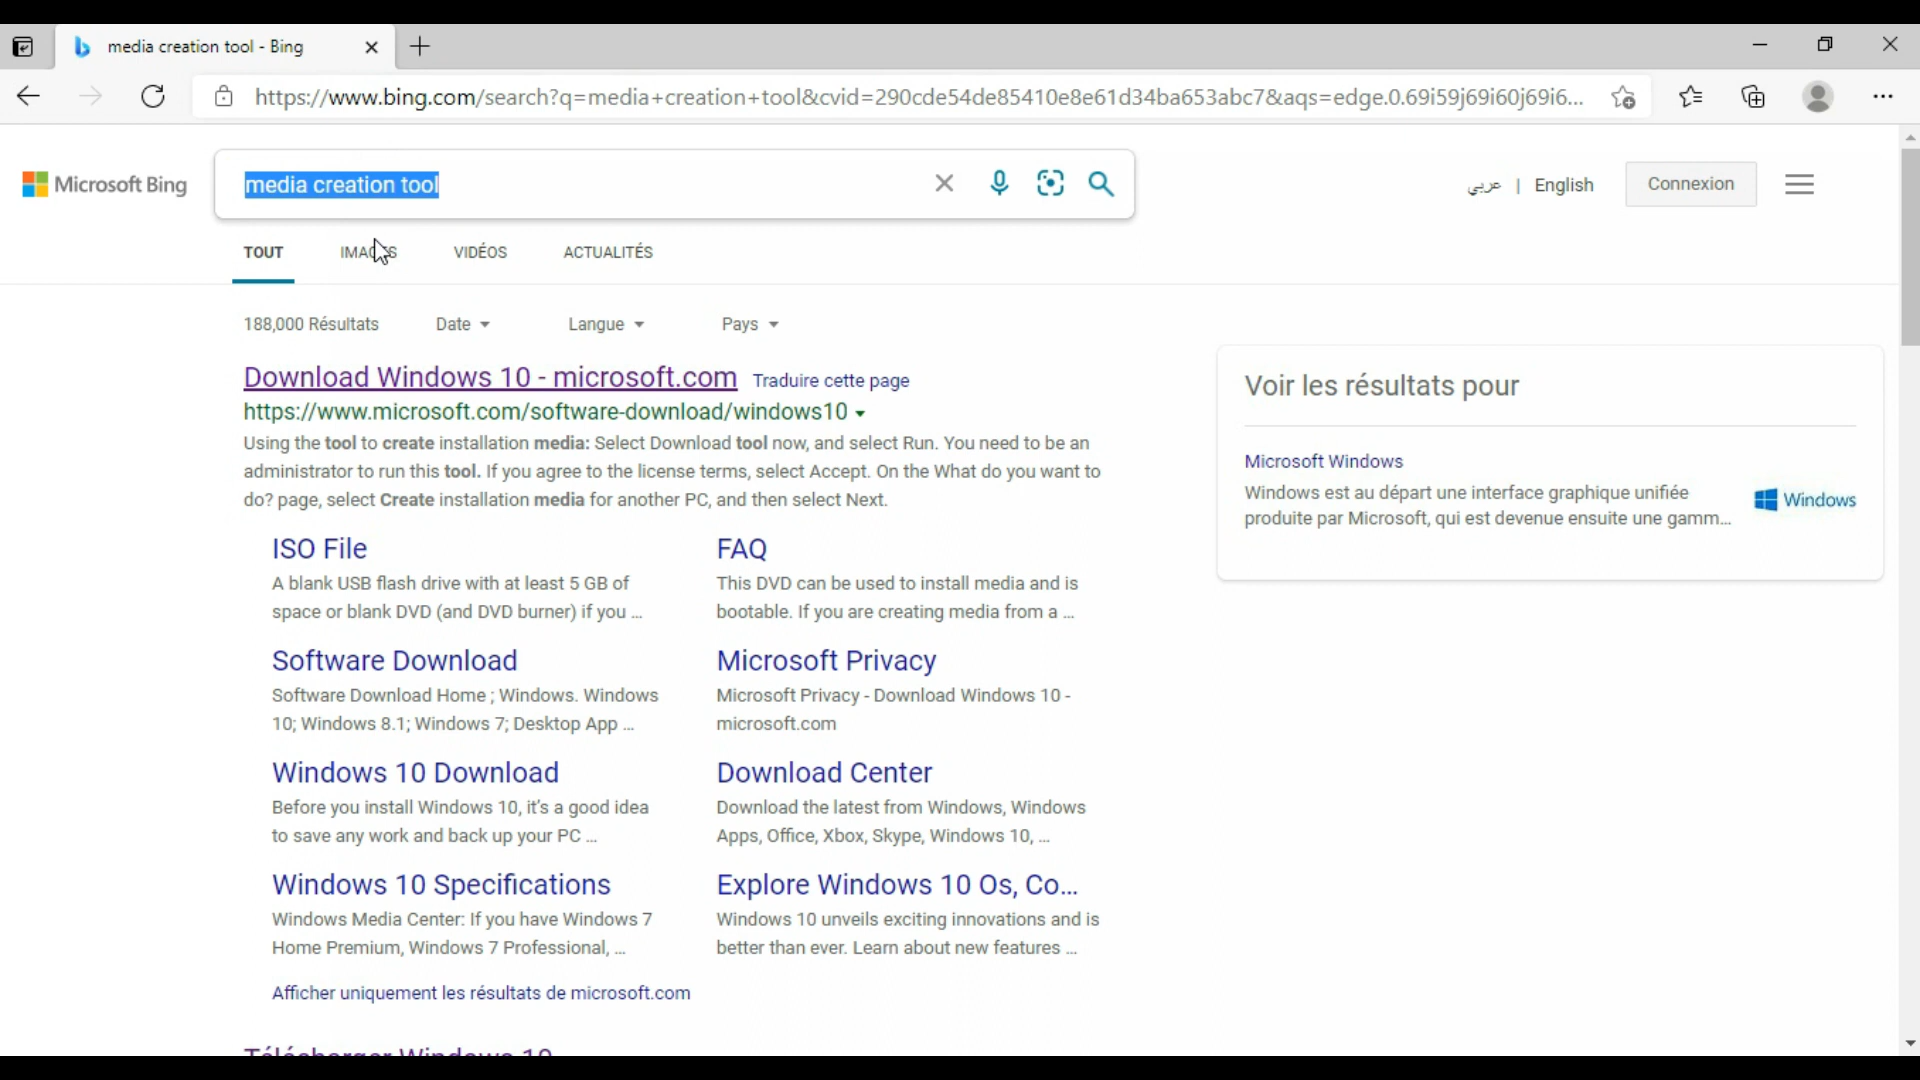 media creation tool - Bing
https://www.bing.com/search?q=media+creation+tool&cvid=290cde54de85410e8e61d34ba653abc7&aqs=edge.0.69i59j69i60j69i6...
Microsoft Bing
media creation tool
عربي | English
Connexion
TOUT
IMAGES
VIDÉOS
ACTUALITÉS
188,000 Résultats
Date
Langue
Pays
Download Windows 10 - microsoft.com Traduire cette page
https://www.microsoft.com/software-download/windows10
Using the tool to create installation media: Select Download tool now, and select Run. You need to be an
administrator to run this tool. If you agree to the license terms, select Accept. On the What do you want to
do? page, select Create installation media for another PC, and then select Next.
ISO File
A blank USB flash drive with at least 5 GB of
space or blank DVD (and DVD burner) if you ...
FAQ
This DVD can be used to install media and is
bootable. If you are creating media from a ...
Software Download
Software Download Home ; Windows. Windows
10; Windows 8.1; Windows 7; Desktop App ...
Microsoft Privacy
Microsoft Privacy - Download Windows 10 -
microsoft.com
Windows 10 Download
Before you install Windows 10, it's a good idea
to save any work and back up your PC ...
Download Center
Download the latest from Windows, Windows
Apps, Office, Xbox, Skype, Windows 10, ...
Windows 10 Specifications
Windows Media Center: If you have Windows 7
Home Premium, Windows 7 Professional, ...
Explore Windows 10 Os, Co...
Windows 10 unveils exciting innovations and is
better than ever. Learn about new features ...
Afficher uniquement les résultats de microsoft.com
Télécharger Windows 10
Voir les résultats pour
Microsoft Windows
Windows est au départ une interface graphique unifiée
produite par Microsoft, qui est devenue ensuite une gamm...
Windows